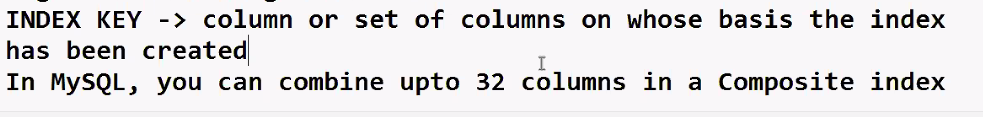 INDEX KEY -> column or set of columns on whose basis the index
has been created
In MySQL, you can combine upto 32 columns in a Composite index